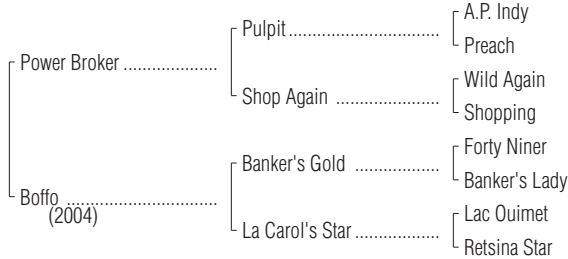 A.P. Indy
Pulpit
Preach
Power Broker
Wild Again
Shop Again
Shopping
Forty Niner
Banker's Gold
Banker's Lady
Boffo
(2004)
Lac Ouimet
La Carol's Star
Retsina Star